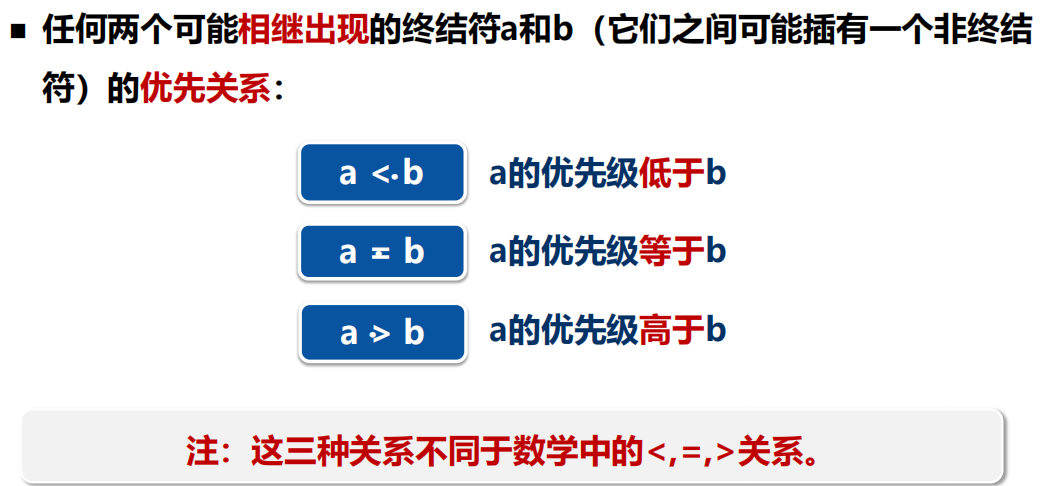 ■ 任何两个可能相继出现的终结符a和b（它们之间可能插有一个非终结
符）的优先关系：
a <· b a的优先级低于b
a = b a的优先级等于b
a ·> b a的优先级高于b
注：这三种关系不同于数学中的<,=,>关系。